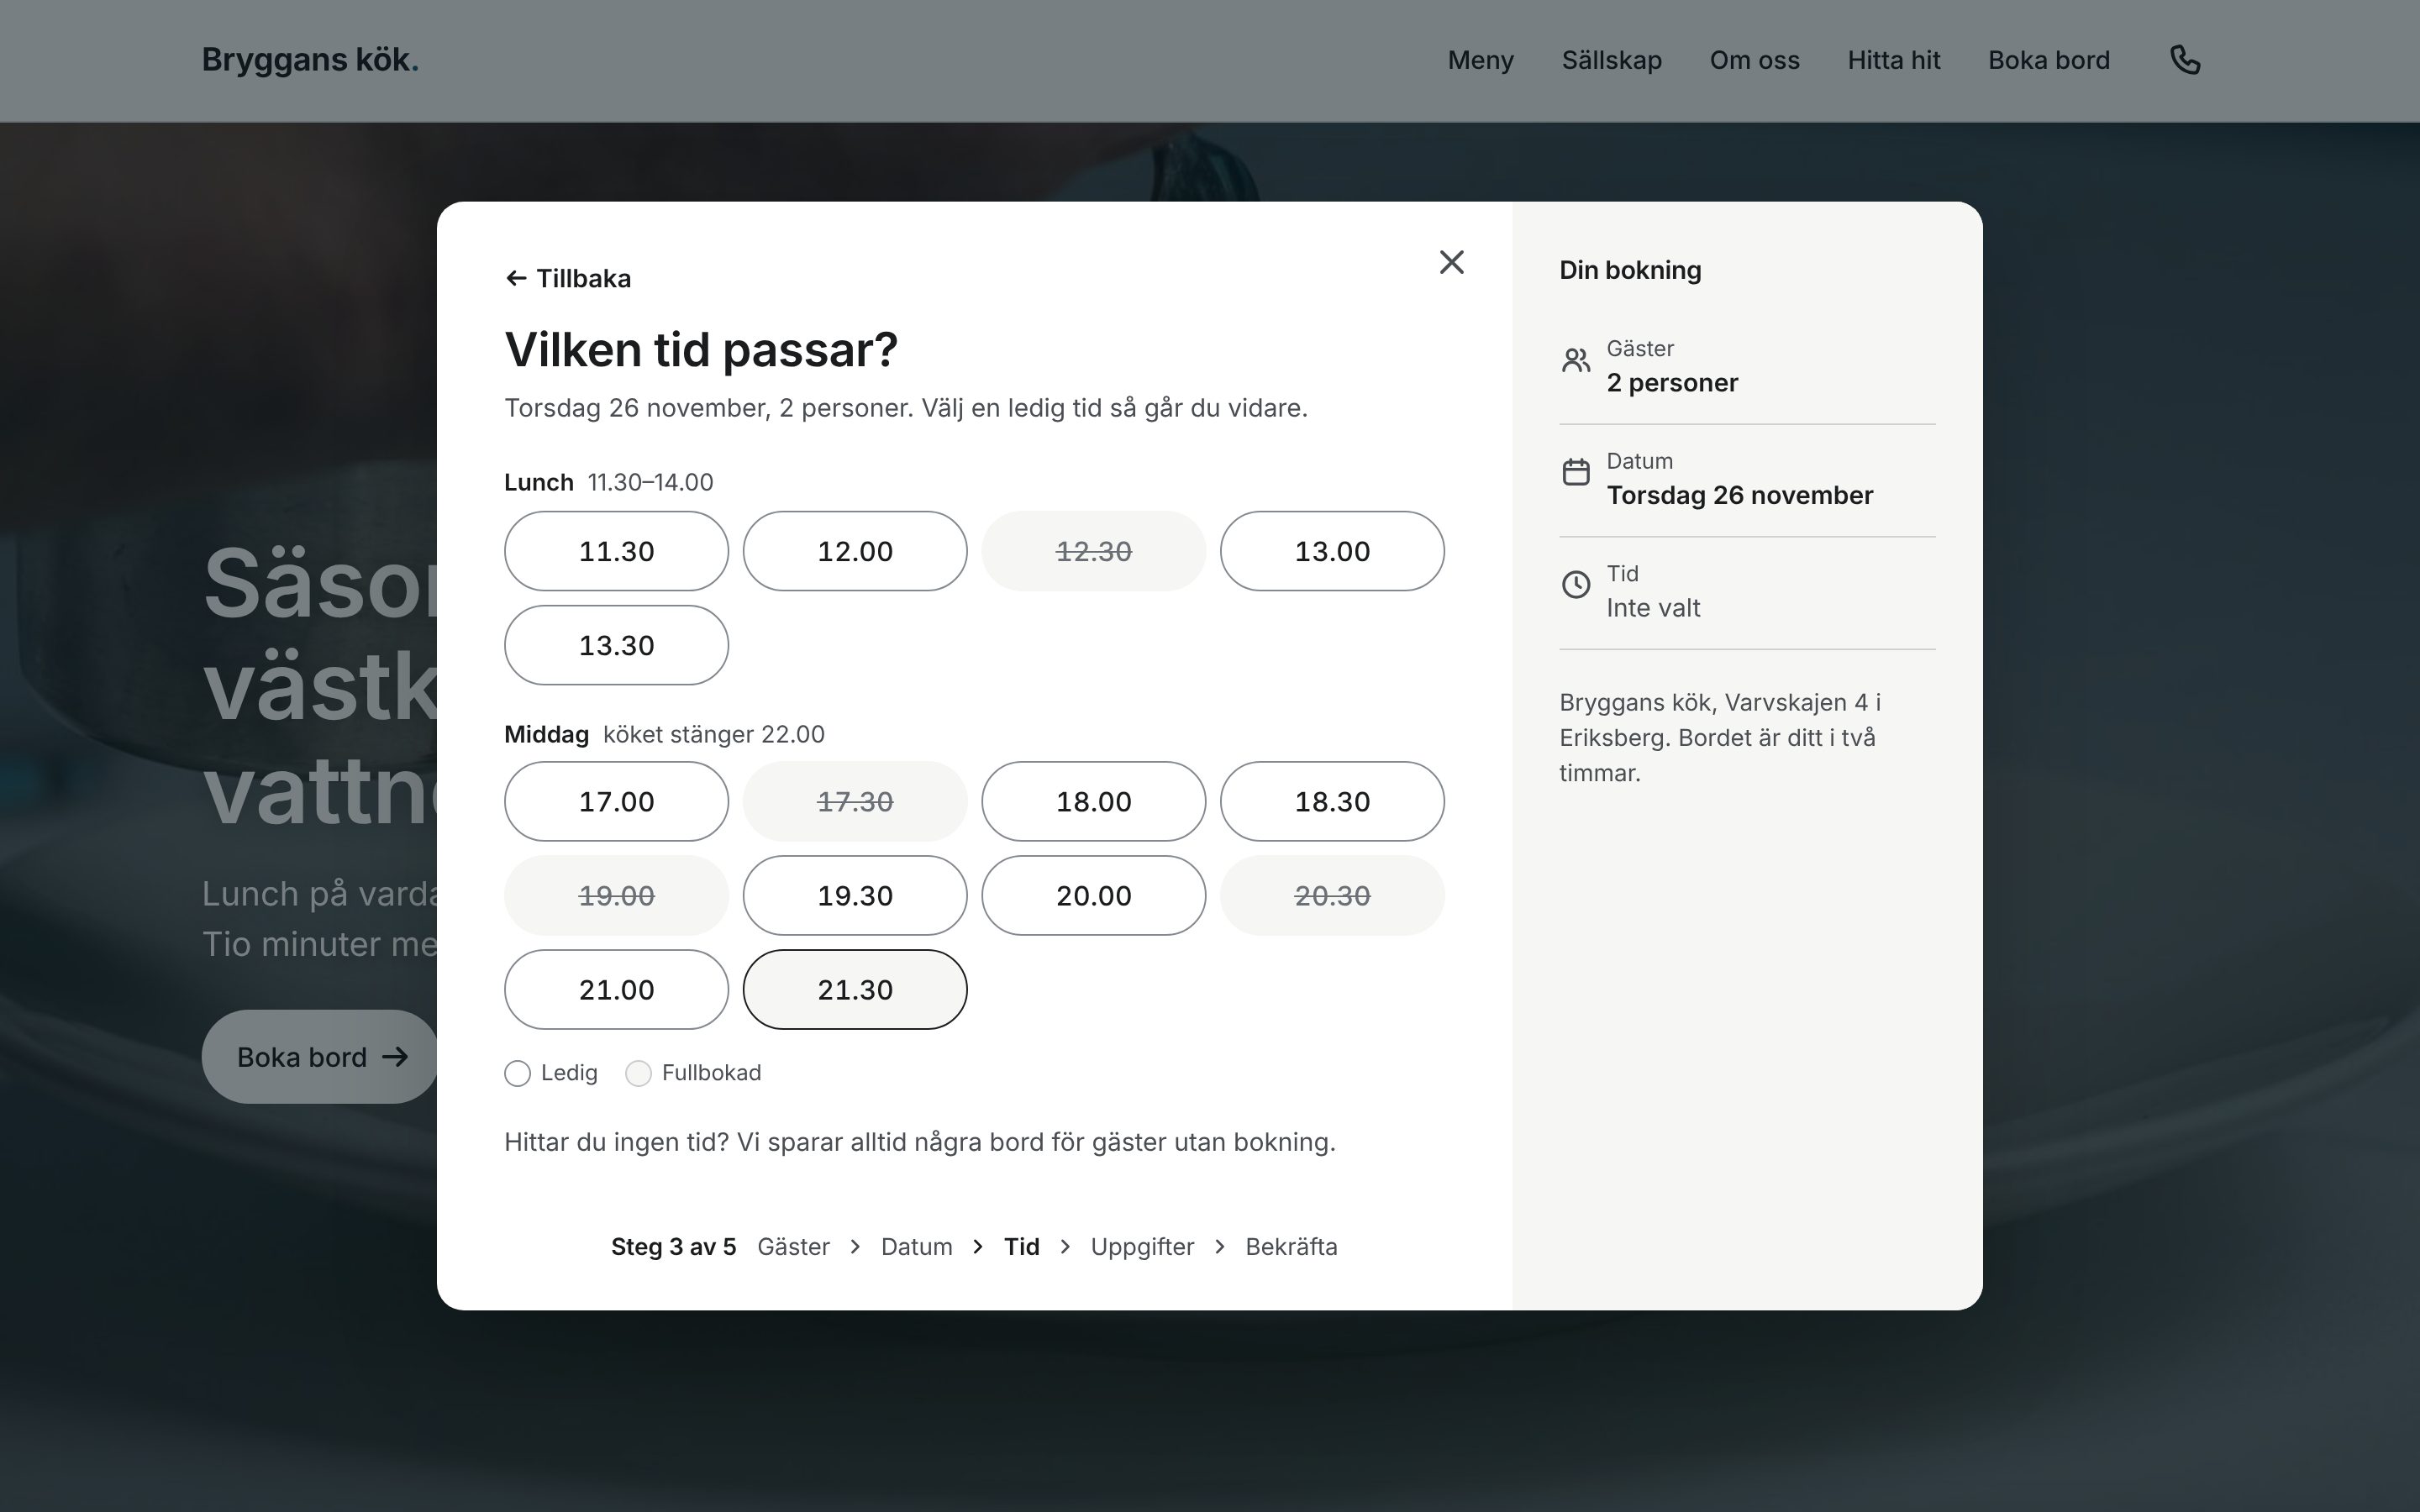 Bryggans kök.
Meny Sällskap Om oss Hitta hit Boka bord
Tillbaka
Vilken tid passar?
Torsdag 26 november, 2 personer. Välj en ledig tid så går du vidare.
Lunch 11.30–14.00
11.30 12.00 12.30 13.00
13.30
Middag köket stänger 22.00
17.00 17.30 18.00 18.30
19.00 19.30 20.00 20.30
21.00 21.30
Ledig Fullbokad
Hittar du ingen tid? Vi sparar alltid några bord för gäster utan bokning.
Steg 3 av 5 Gäster Datum Tid Uppgifter Bekräfta
Din bokning
Gäster
2 personer
Datum
Torsdag 26 november
Tid
Inte valt
Bryggans kök, Varvskajen 4 i
Eriksberg. Bordet är ditt i två
timmar.
Lunch på
Tio minuter
Boka bord